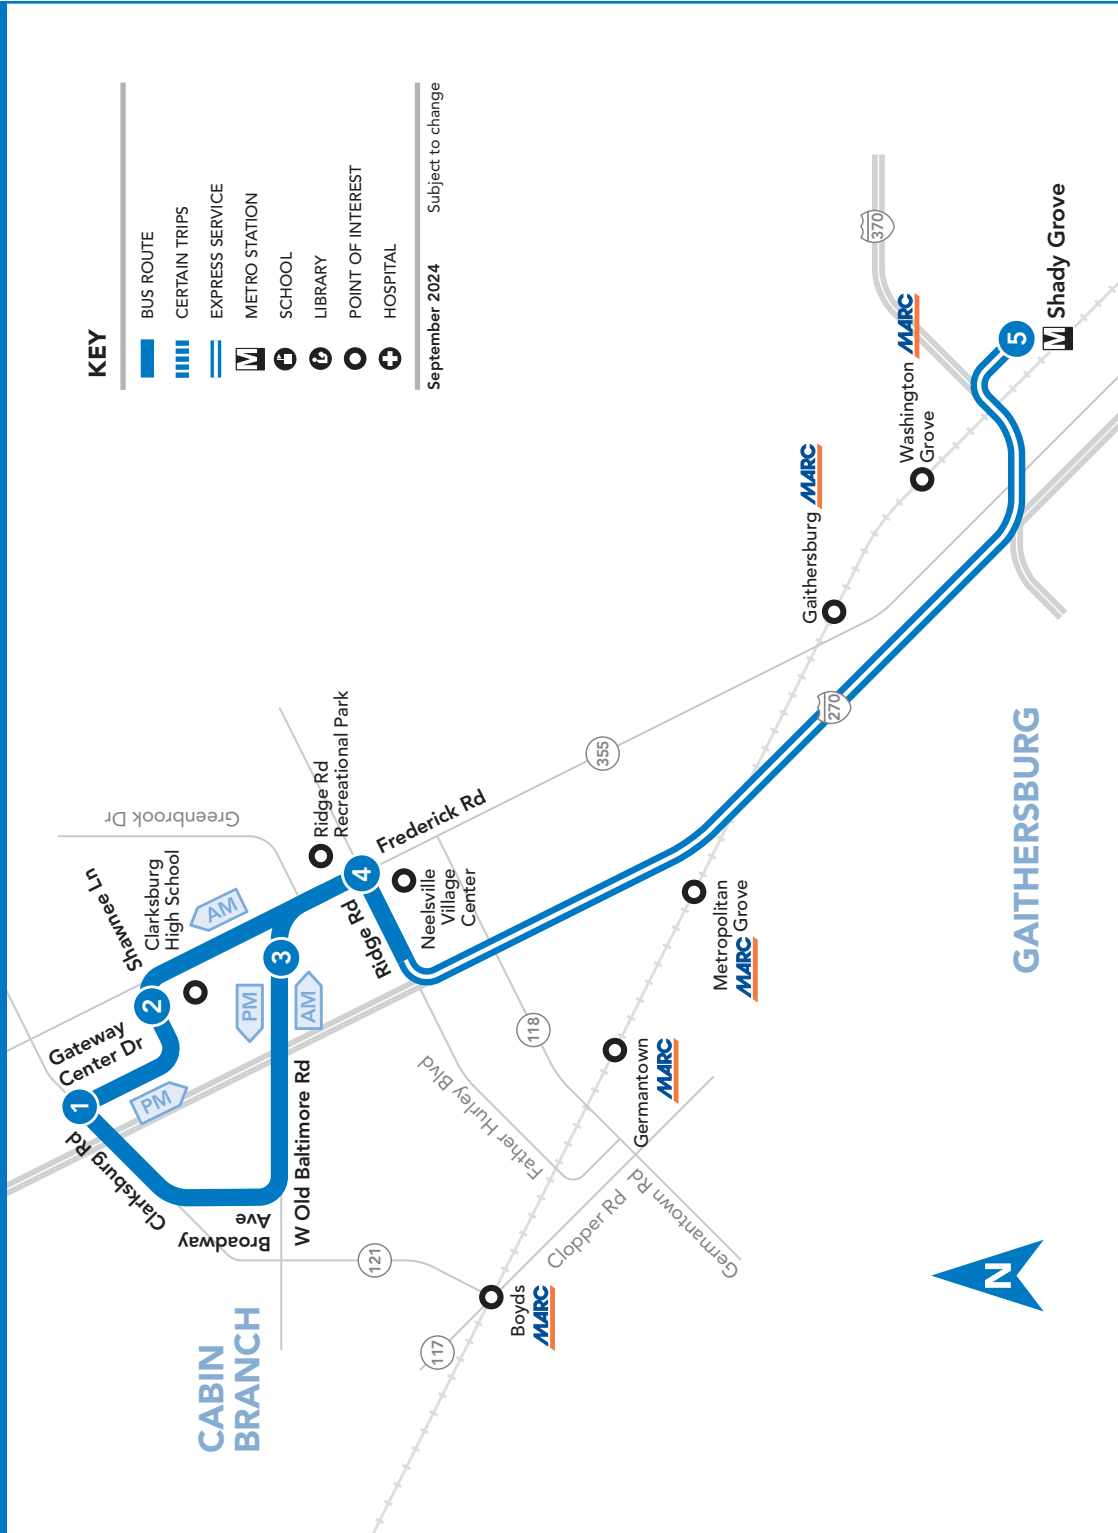 KEY
BUS ROUTE
CERTAIN TRIPS
EXPRESS SERVICE
M
METRO STATION
SCHOOL
LIBRARY
POINT OF INTEREST
HOSPITAL
September 2024
Subject to change
CABIN
BRANCH
GAITHERSBURG
1
2
3
4
5
Clarksburg Rd
Gateway
Center Dr
Shawnee Ln
Clarksburg
High School
Greenbrook Dr
AM
PM
PM
AM
Broadway
Ave
W Old Baltimore Rd
Ridge Rd
Recreational Park
Frederick Rd
Ridge Rd
Neelsville
Village
Center
Father Hurley Blvd
Clopper Rd
Germantown Rd
121
117
118
355
270
370
Boyds
MARC
Germantown
MARC
Metropolitan
Grove
MARC
Gaithersburg
MARC
Washington
Grove
MARC
M
Shady Grove
N